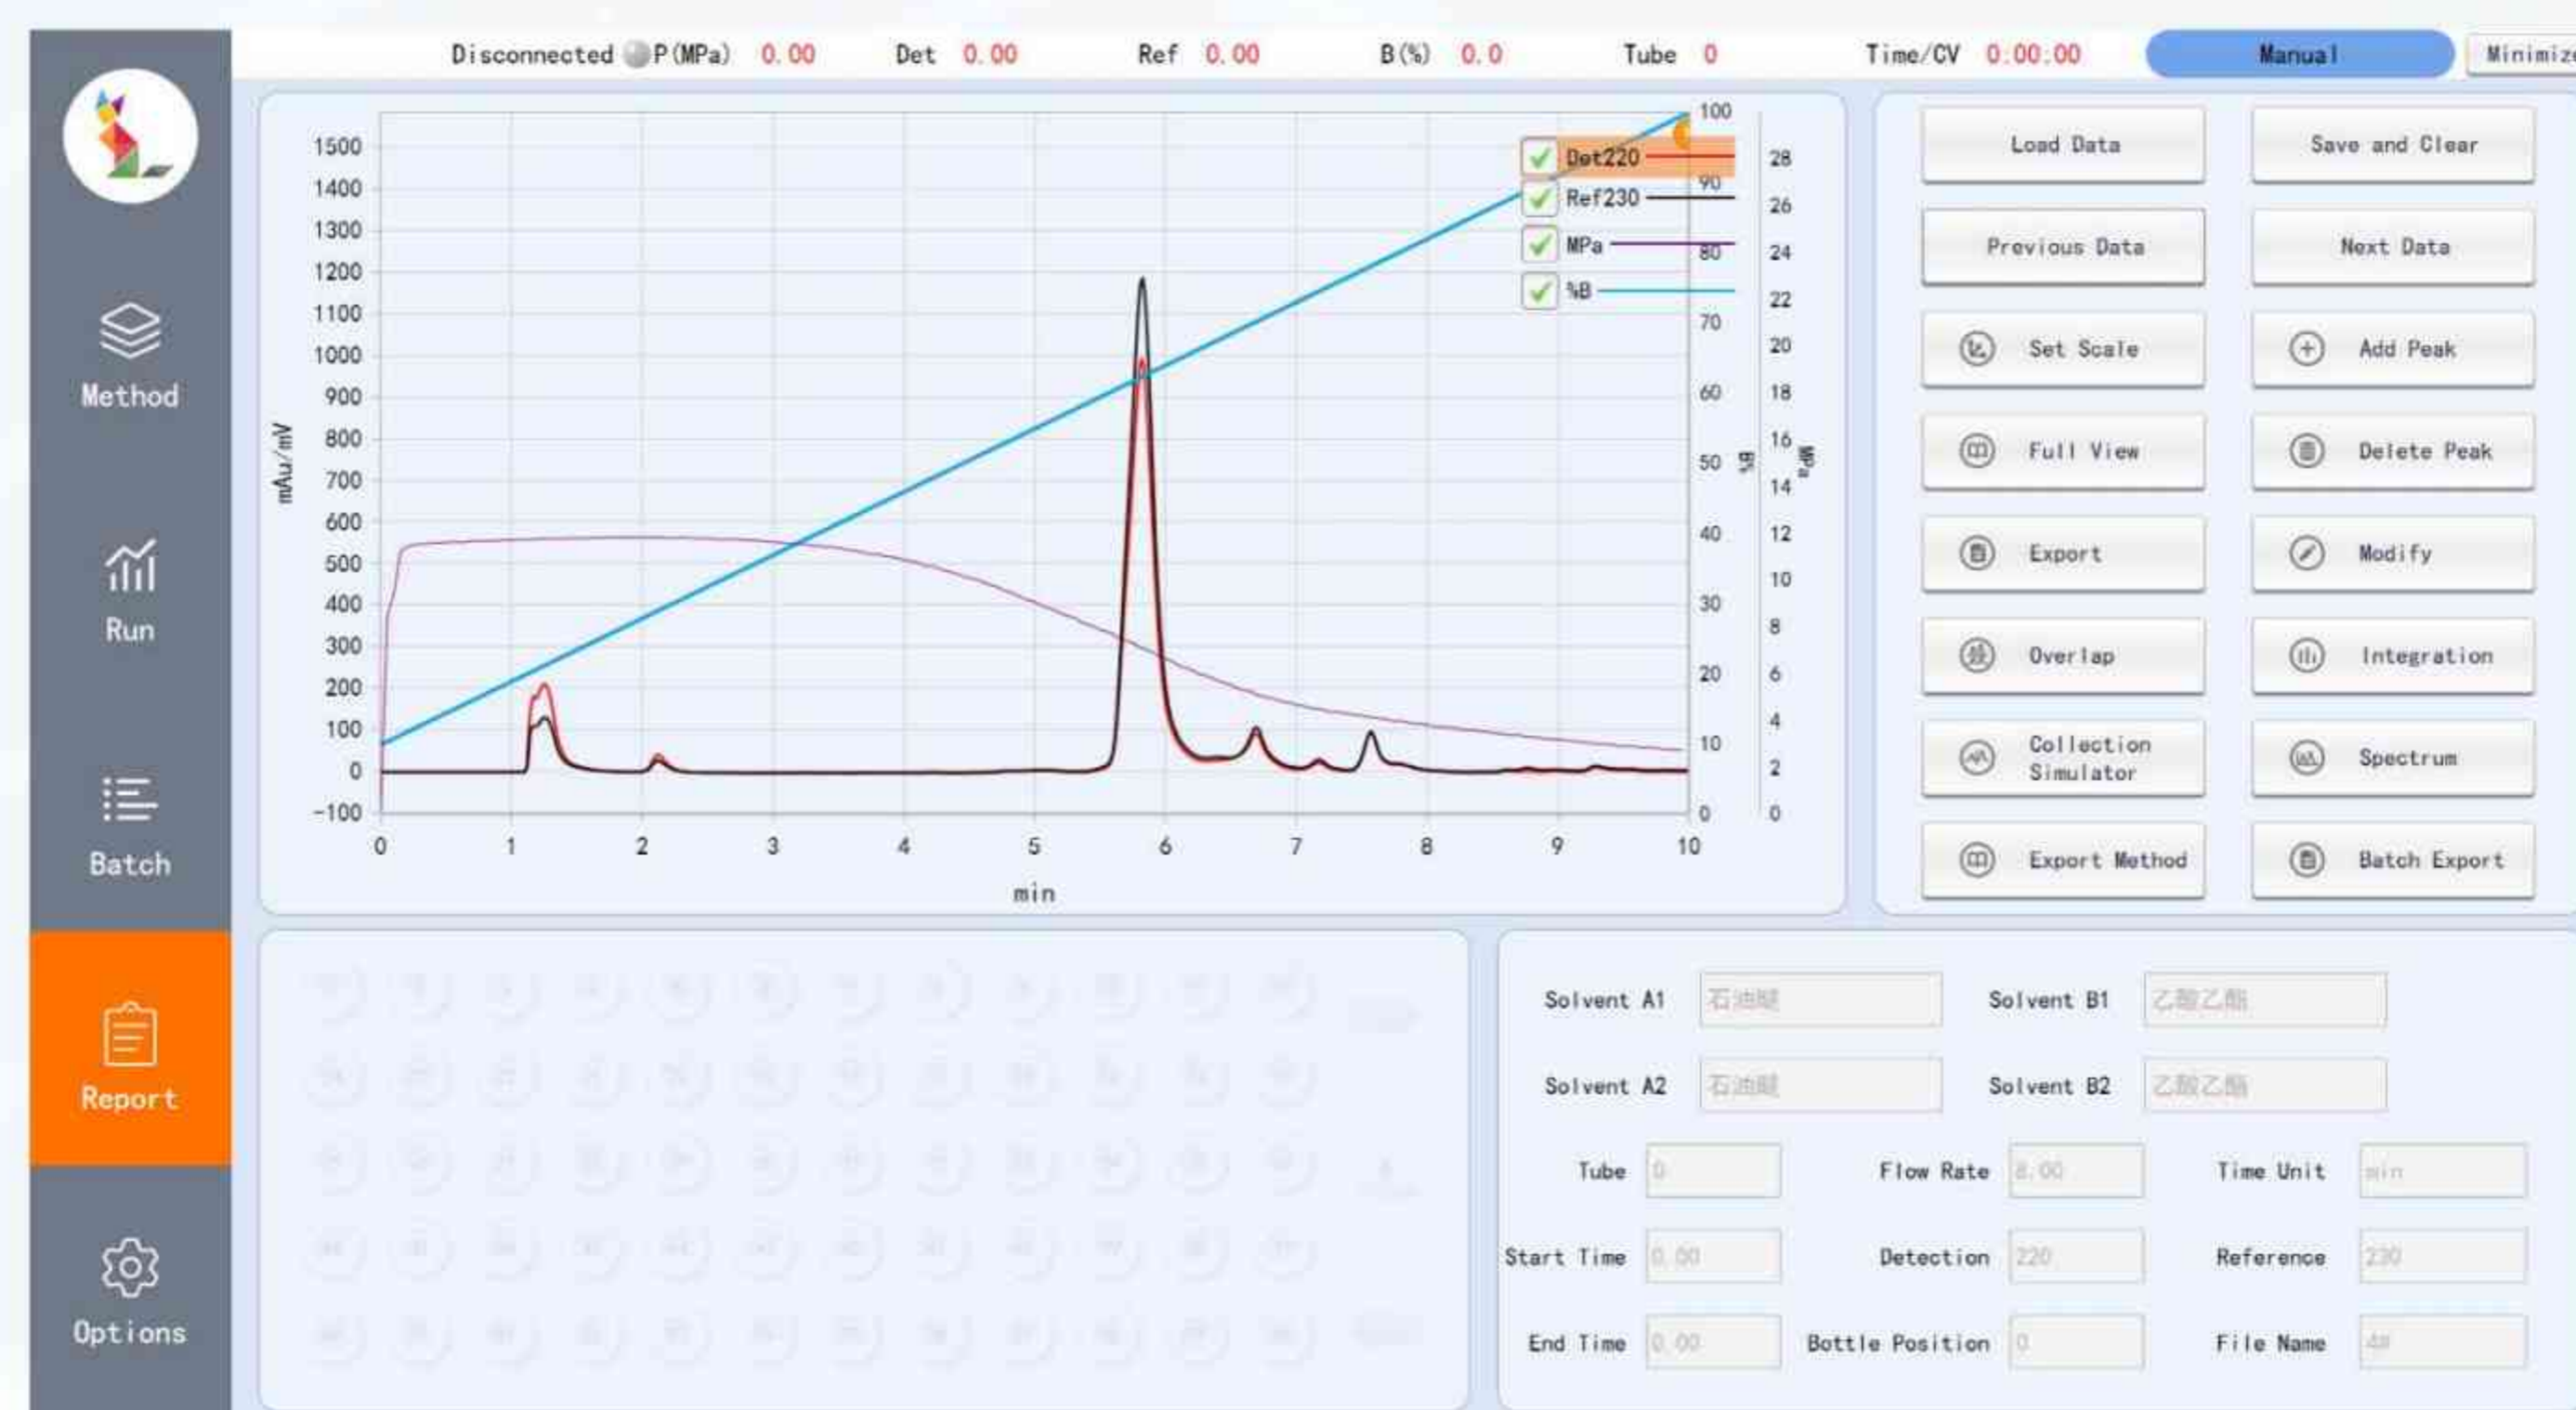 Disconnected P(MPa) 0.00 Det 0.00 Ref 0.00 B(%) 0.0 Tube 0 Time/CV 0:00:00 Manual Minimize
Method
Run
Batch
Report
Options
mAu/mV
1500
1400
1300
1200
1100
1000
900
800
700
600
500
400
300
200
100
0
-100
0 1 2 3 4 5 6 7 8 9 10
min
Det220
Ref230
MPa
%B
100
90
80
70
60
50
40
30
20
10
0
B%
28
26
24
22
20
18
16
14
12
10
8
6
4
2
0
MPa
Load Data Save and Clear
Previous Data Next Data
Set Scale Add Peak
Full View Delete Peak
Export Modify
Overlap Integration
Collection
Simulator
Spectrum
Export Method Batch Export
Solvent A1 石油醚 Solvent B1 乙酸乙酯
Solvent A2 石油醚 Solvent B2 乙酸乙酯
Tube 0 Flow Rate 8.00 Time Unit min
Start Time 0.00 Detection 220 Reference 230
End Time 0.00 Bottle Position 0 File Name